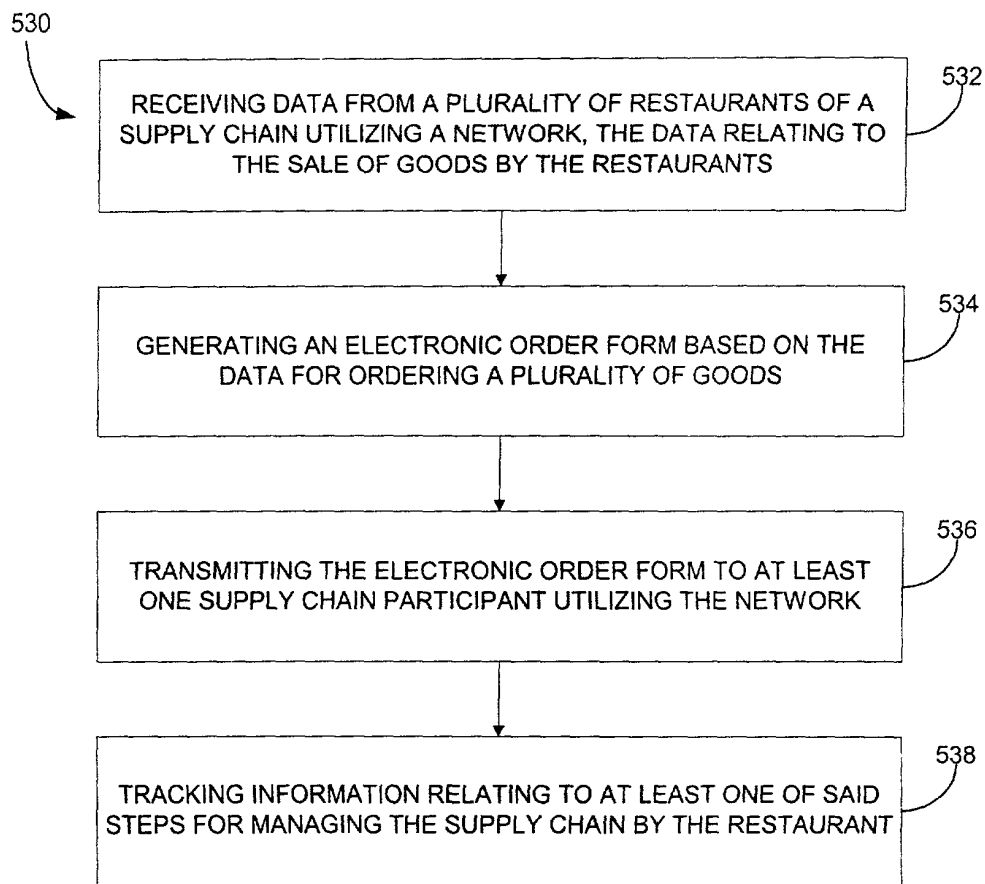 530
532
RECEIVING DATA FROM A PLURALITY OF RESTAURANTS OF A
SUPPLY CHAIN UTILIZING A NETWORK, THE DATA RELATING TO
THE SALE OF GOODS BY THE RESTAURANTS
534
GENERATING AN ELECTRONIC ORDER FORM BASED ON THE
DATA FOR ORDERING A PLURALITY OF GOODS
536
TRANSMITTING THE ELECTRONIC ORDER FORM TO AT LEAST
ONE SUPPLY CHAIN PARTICIPANT UTILIZING THE NETWORK
538
TRACKING INFORMATION RELATING TO AT LEAST ONE OF SAID
STEPS FOR MANAGING THE SUPPLY CHAIN BY THE RESTAURANT